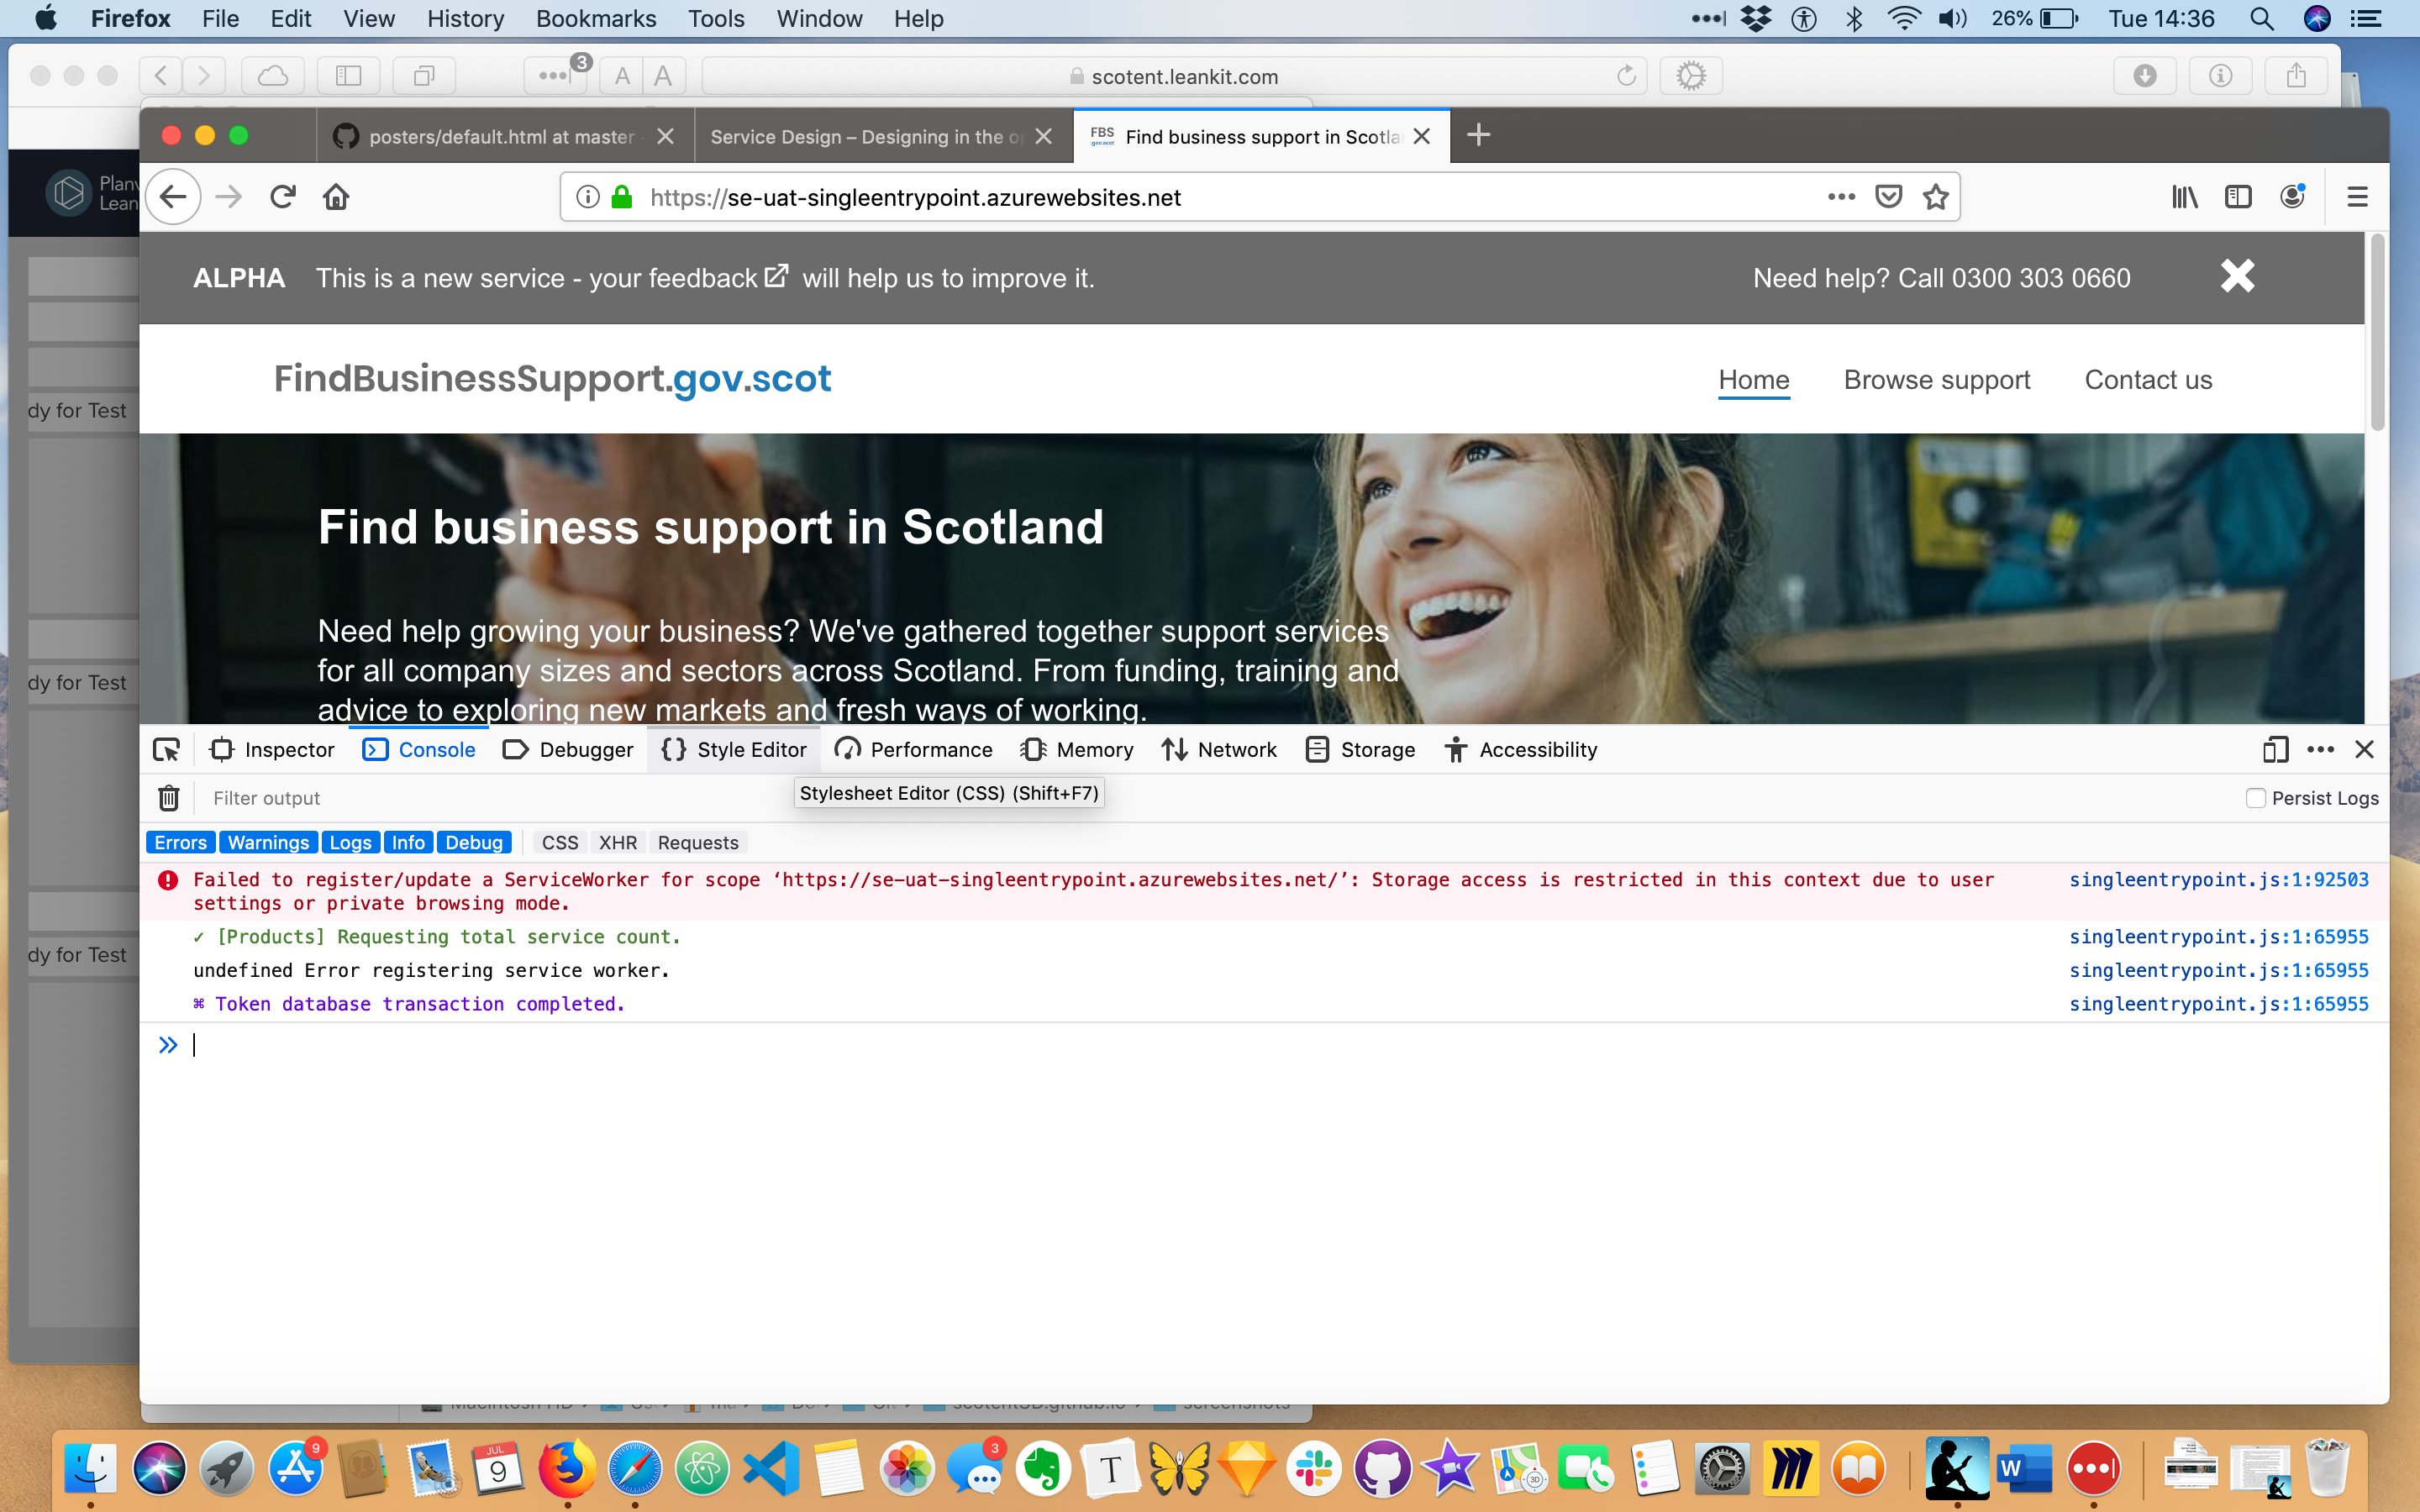 Firefox File Edit View History Bookmarks Tools Window Help
26% Tue 14:36
3
A A
scotent.leankit.com
posters/default.html at master
Service Design – Designing in the o
FBS
.gov.scot
Find business support in Scotla
Planv
Lean
https://se-uat-singleentrypoint.azurewebsites.net
ALPHA This is a new service - your feedback will help us to improve it.
Need help? Call 0300 303 0660
FindBusinessSupport.gov.scot
Home Browse support Contact us
dy for Test
Find business support in Scotland
Need help growing your business? We've gathered together support services
for all company sizes and sectors across Scotland. From funding, training and
advice to exploring new markets and fresh ways of working.
dy for Test
Inspector Console Debugger Style Editor Performance Memory Network Storage Accessibility
Filter output
Stylesheet Editor (CSS) (Shift+F7)
Persist Logs
Errors Warnings Logs Info Debug CSS XHR Requests
Failed to register/update a ServiceWorker for scope ‘https://se-uat-singleentrypoint.azurewebsites.net/’: Storage access is restricted in this context due to user
settings or private browsing mode.
singleentrypoint.js:1:92503
✓ [Products] Requesting total service count.
singleentrypoint.js:1:65955
dy for Test
undefined Error registering service worker.
singleentrypoint.js:1:65955
⌘ Token database transaction completed.
singleentrypoint.js:1:65955
9
JUL
9
3
T
3D
W